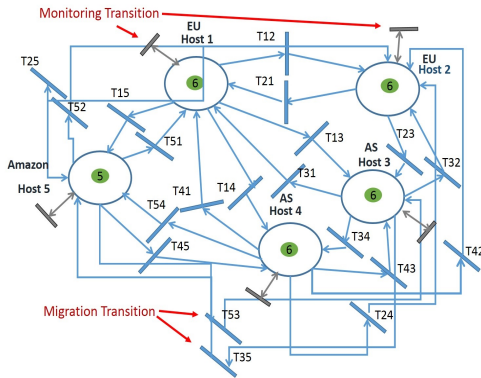 Monitoring Transition
EU
Host 1
T12
T25
6
EU
Host 2
6
T52
T15
T21
T51
T13
T23
AS
Host 3
T32
Amazon
Host 5
5
T31
6
T41
T14
AS
Host 4
T54
6
T34
T45
T43
T42
Migration Transition
T53
T24
T35